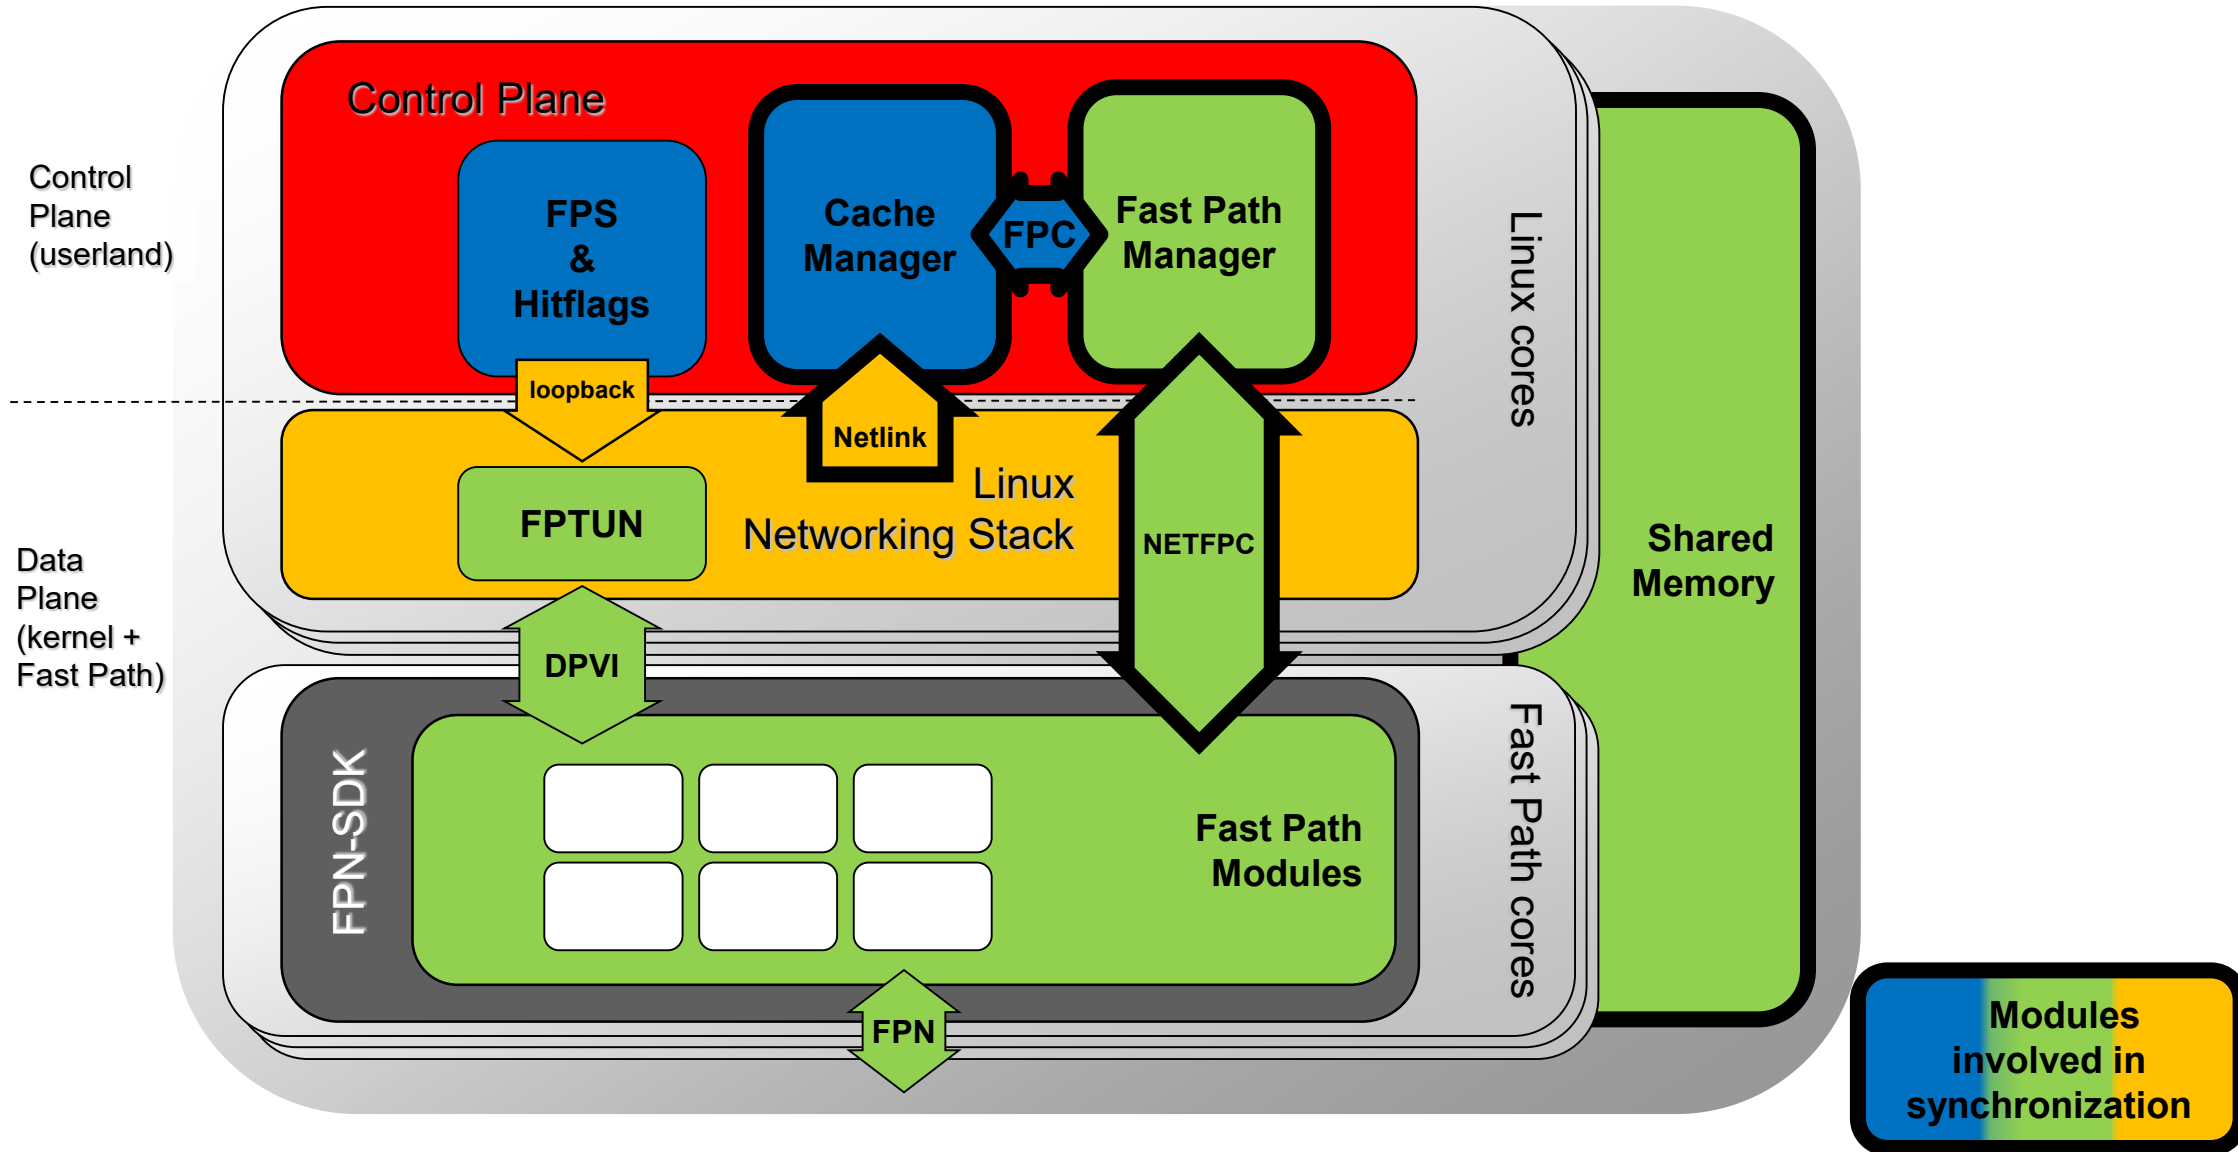 Control Plane
Control
Plane
(userland)
FPS
&
Hitflags
Cache
Manager
FPC
Fast Path
Manager
Linux cores
loopback
Netlink
Linux
Networking Stack
FPTUN
NETFPC
Shared
Memory
Data
Plane
(kernel +
Fast Path)
DPVI
FPN-SDK
Fast Path
Modules
Fast Path cores
FPN
Modules
involved in
synchronization